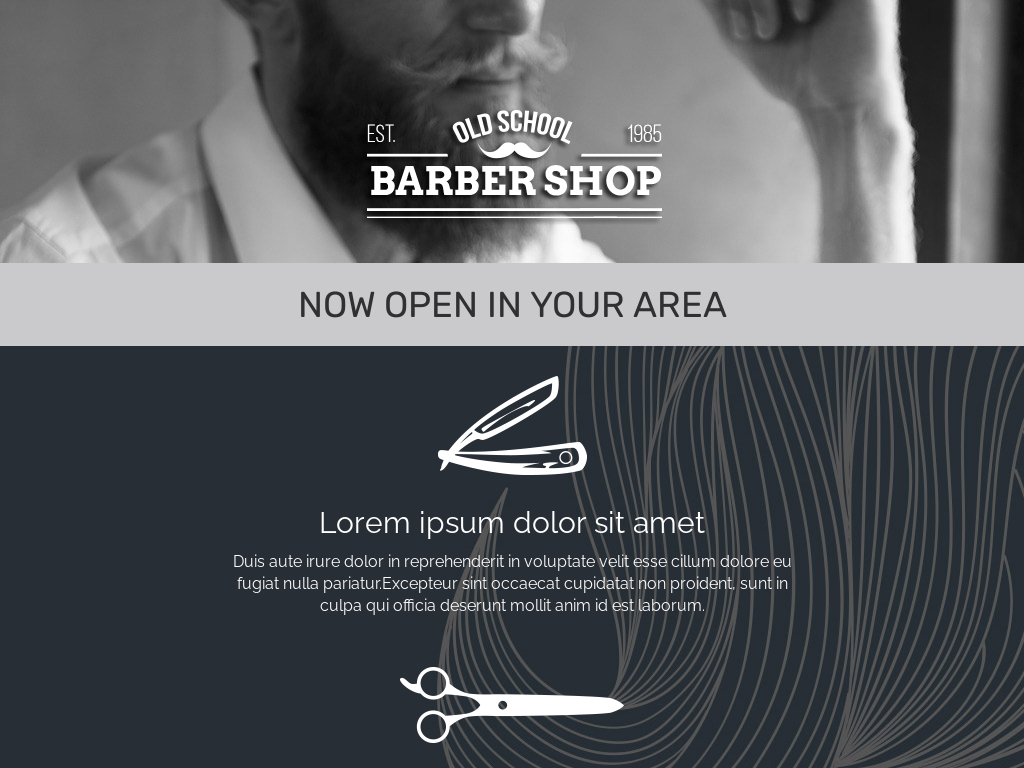 OLD SCHOOL
EST. 1985
BARBER SHOP
NOW OPEN IN YOUR AREA
Lorem ipsum dolor sit amet
Duis aute irure dolor in reprehenderit in voluptate velit esse cillum dolore eu
fugiat nulla pariatur.Excepteur sint occaecat cupidatat non proident, sunt in
culpa qui officia deserunt mollit anim id est laborum.